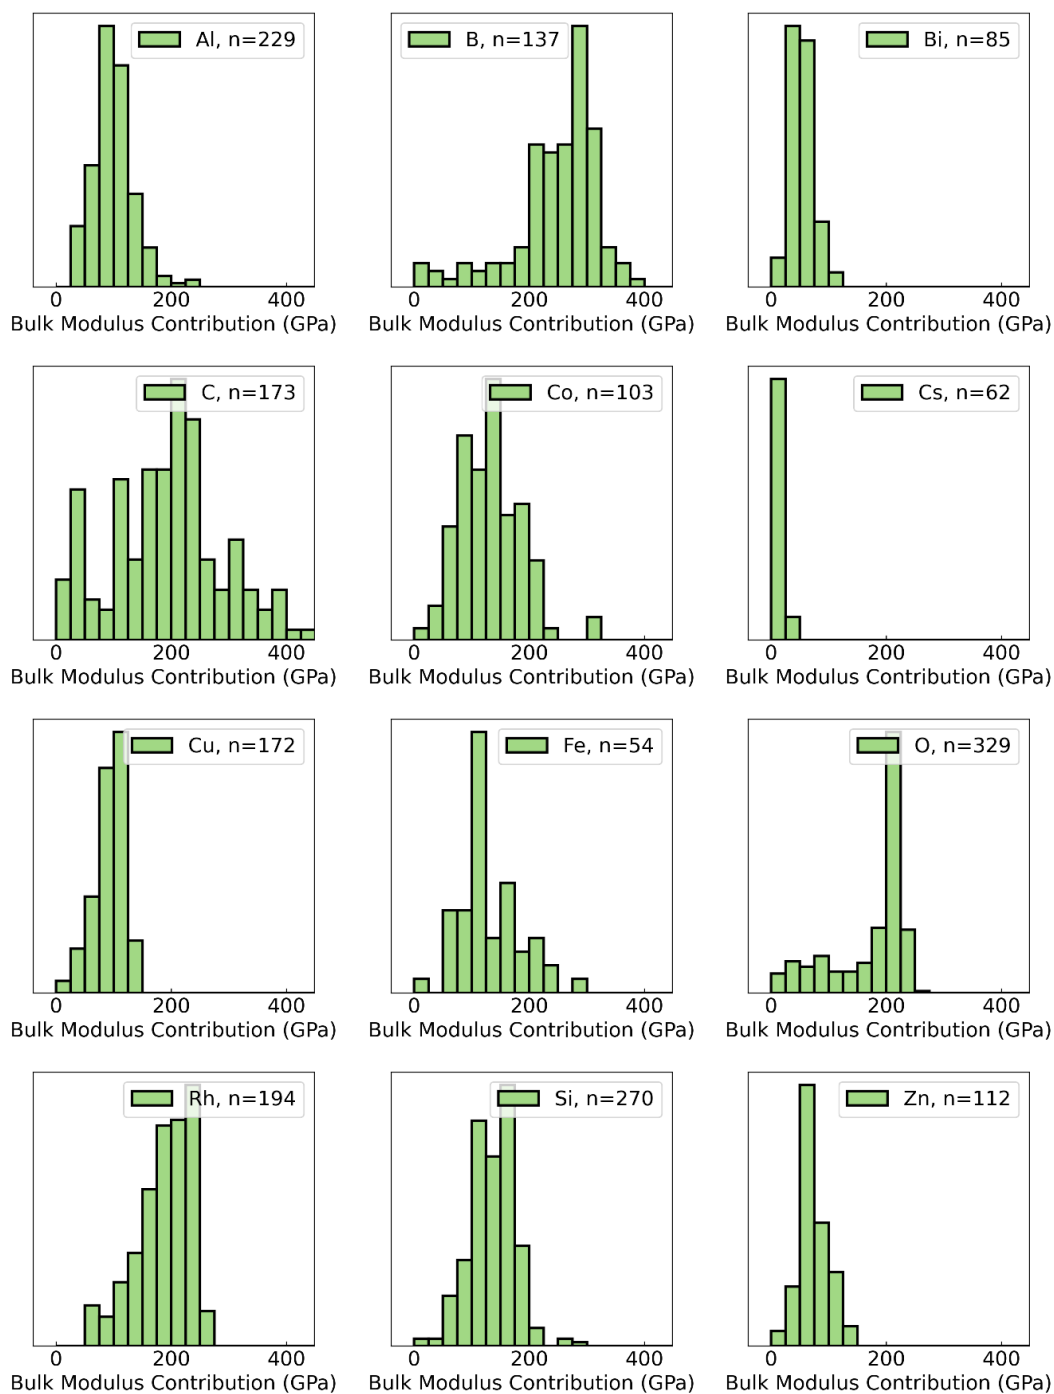 Al, n=229
B, n=137
Bi, n=85
0 200 400
0 200 400
0 200 400
Bulk Modulus Contribution (GPa)
Bulk Modulus Contribution (GPa)
Bulk Modulus Contribution (GPa)
C, n=173
Co, n=103
Cs, n=62
0 200 400
0 200 400
0 200 400
Bulk Modulus Contribution (GPa)
Bulk Modulus Contribution (GPa)
Bulk Modulus Contribution (GPa)
Cu, n=172
Fe, n=54
O, n=329
0 200 400
0 200 400
0 200 400
Bulk Modulus Contribution (GPa)
Bulk Modulus Contribution (GPa)
Bulk Modulus Contribution (GPa)
Rh, n=194
Si, n=270
Zn, n=112
0 200 400
0 200 400
0 200 400
Bulk Modulus Contribution (GPa)
Bulk Modulus Contribution (GPa)
Bulk Modulus Contribution (GPa)